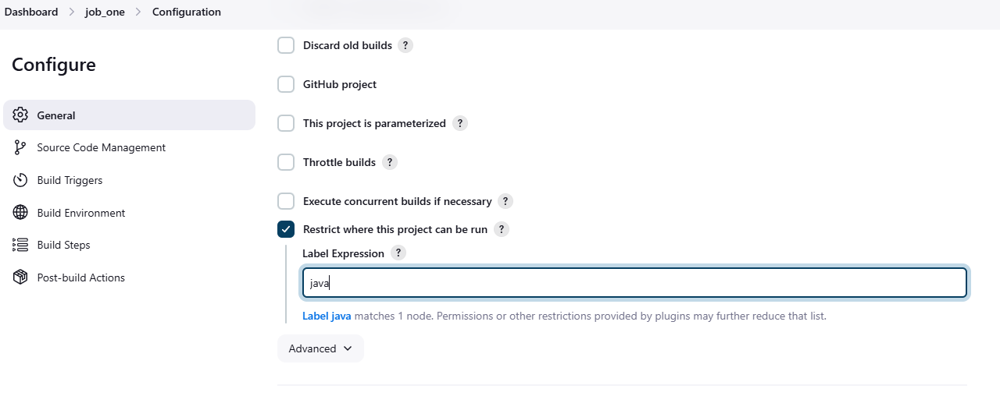 Dashboard > job_one > Configuration
Configure
General
Source Code Management
Build Triggers
Build Environment
Build Steps
Post-build Actions
Discard old builds ?
GitHub project
This project is parameterized ?
Throttle builds ?
Execute concurrent builds if necessary ?
Restrict where this project can be run ?
Label Expression ?
java
Label java matches 1 node. Permissions or other restrictions provided by plugins may further reduce that list.
Advanced